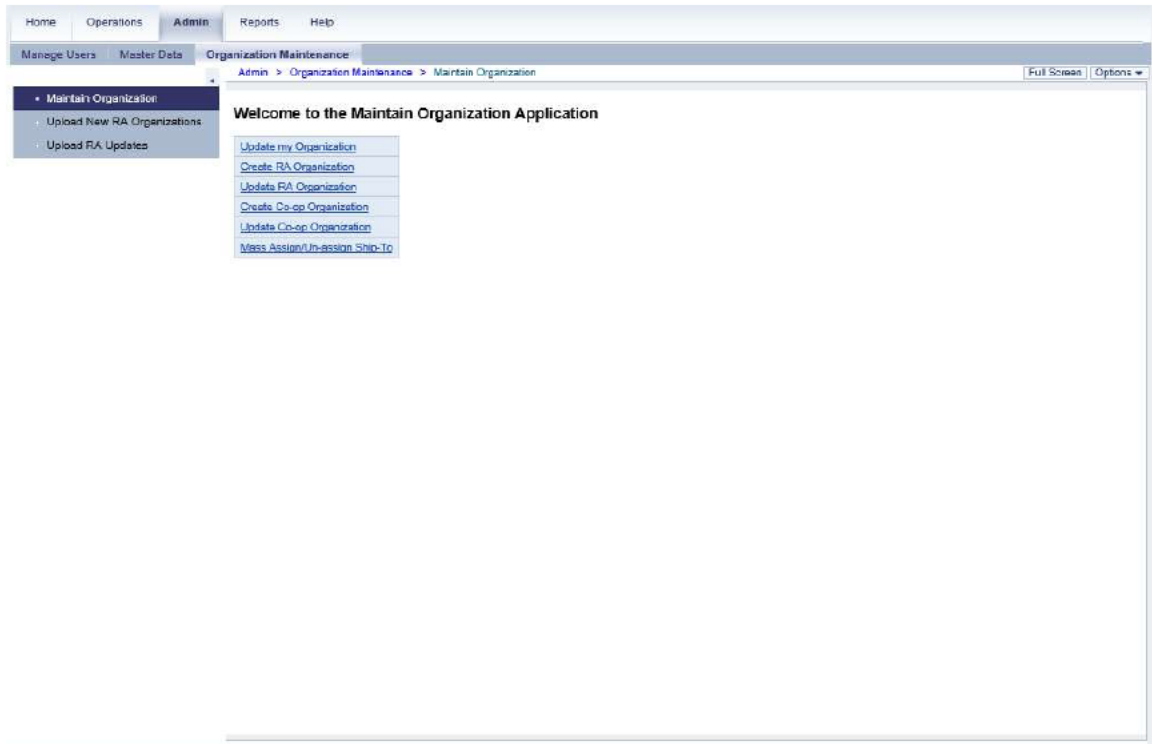 Home Operations Admin Reports Help
Manage Users Master Data Organization Maintenance
Admin > Organization Maintenance > Maintain Organization Full Screen Options
Maintain Organization
Upload New RA Organizations
Upload RA Updates
Welcome to the Maintain Organization Application
Update my Organization
Create RA Organization
Update RA Organization
Create Co-op Organization
Update Co-op Organization
Mass Assign/Un-assign Ship-To